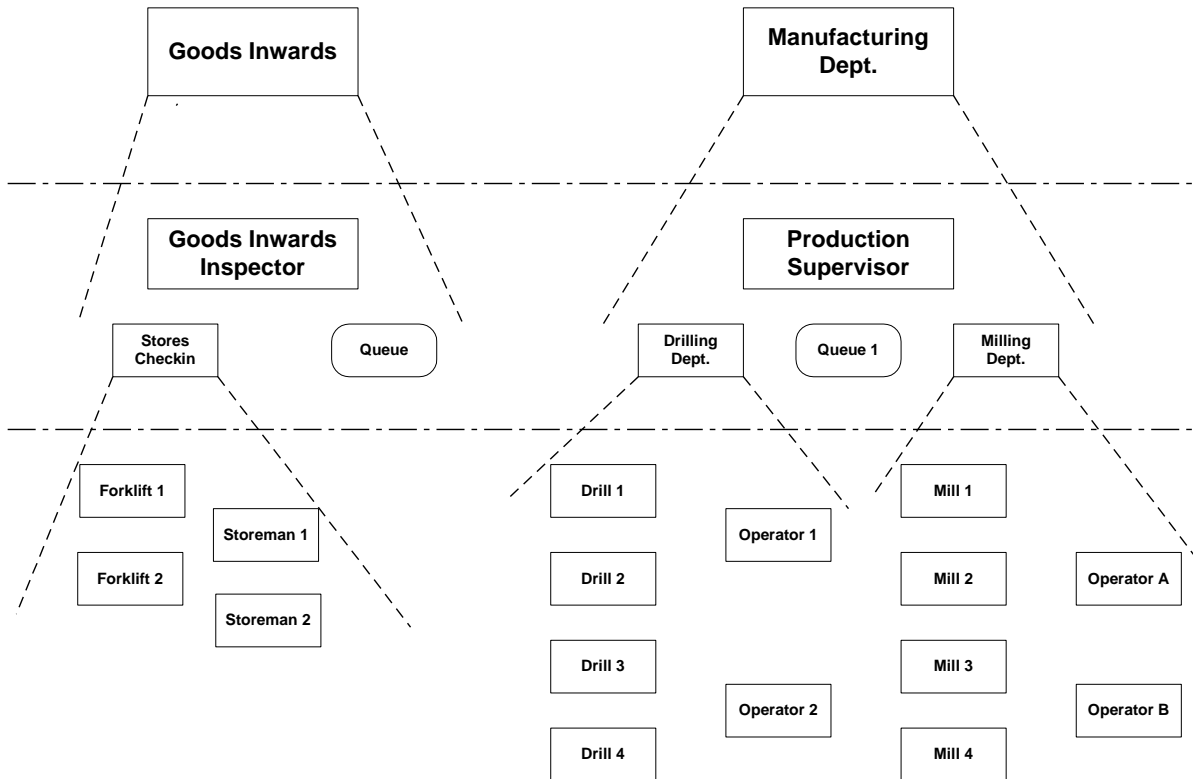 Goods Inwards
Manufacturing
Dept.
Goods Inwards
Inspector
Production
Supervisor
Stores
Checkin
Queue
Drilling
Dept.
Queue 1
Milling
Dept.
Forklift 1
Storeman 1
Forklift 2
Storeman 2
Drill 1
Operator 1
Drill 2
Drill 3
Operator 2
Drill 4
Mill 1
Mill 2
Operator A
Mill 3
Operator B
Mill 4